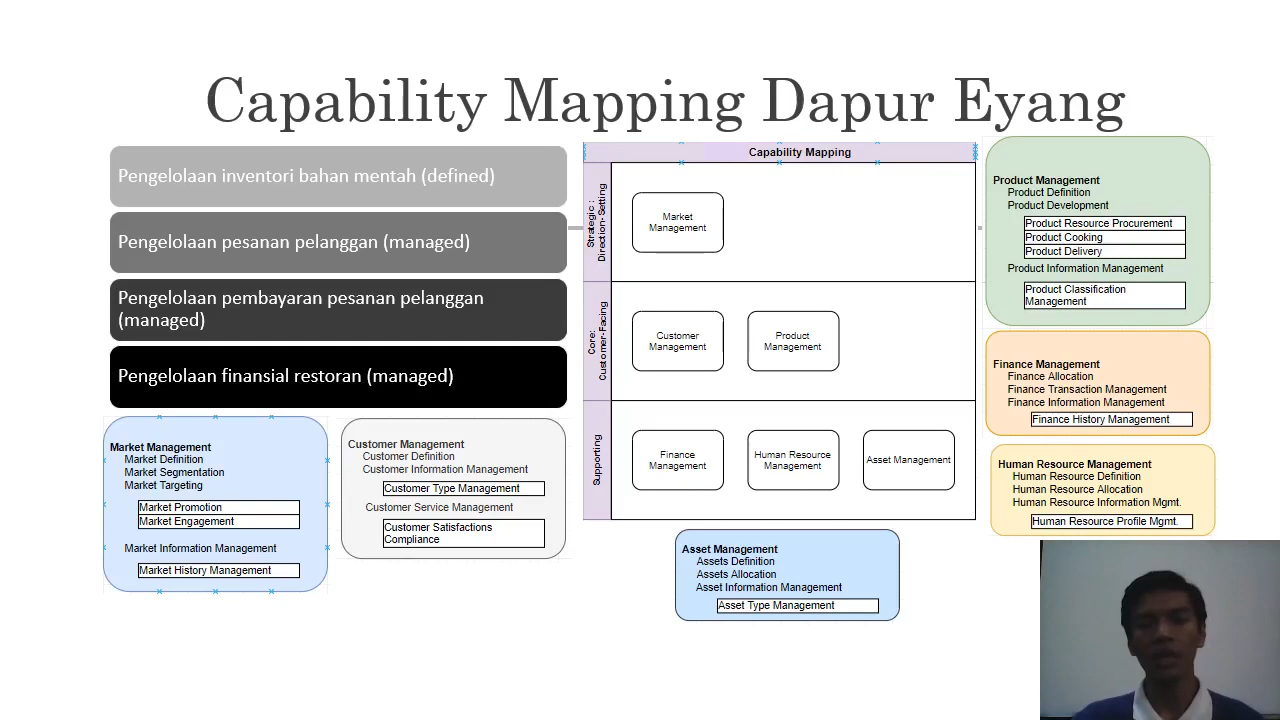 Capability Mapping Dapur Eyang
Pengelolaan inventori bahan mentah (defined)
Pengelolaan pesanan pelanggan (managed)
Pengelolaan pembayaran pesanan pelanggan
(managed)
Pengelolaan finansial restoran (managed)
Market Management
Market Definition
Market Segmentation
Market Targeting
Market Promotion
Market Engagement
Market Information Management
Market History Management
Customer Management
Customer Definition
Customer Information Management
Customer Type Management
Customer Service Management
Customer Satisfactions
Compliance
Capability Mapping
Strategic :
Direction-Setting
Market
Management
Core:
Customer-Facing
Customer
Management
Product
Management
Supporting
Finance
Management
Human Resource
Management
Asset Management
Asset Management
Assets Definition
Assets Allocation
Asset Information Management
Asset Type Management
Product Management
Product Definition
Product Development
Product Resource Procurement
Product Cooking
Product Delivery
Product Information Management
Product Classification
Management
Finance Management
Finance Allocation
Finance Transaction Management
Finance Information Management
Finance History Management
Human Resource Management
Human Resource Definition
Human Resource Allocation
Human Resource Information Mgmt.
Human Resource Profile Mgmt.